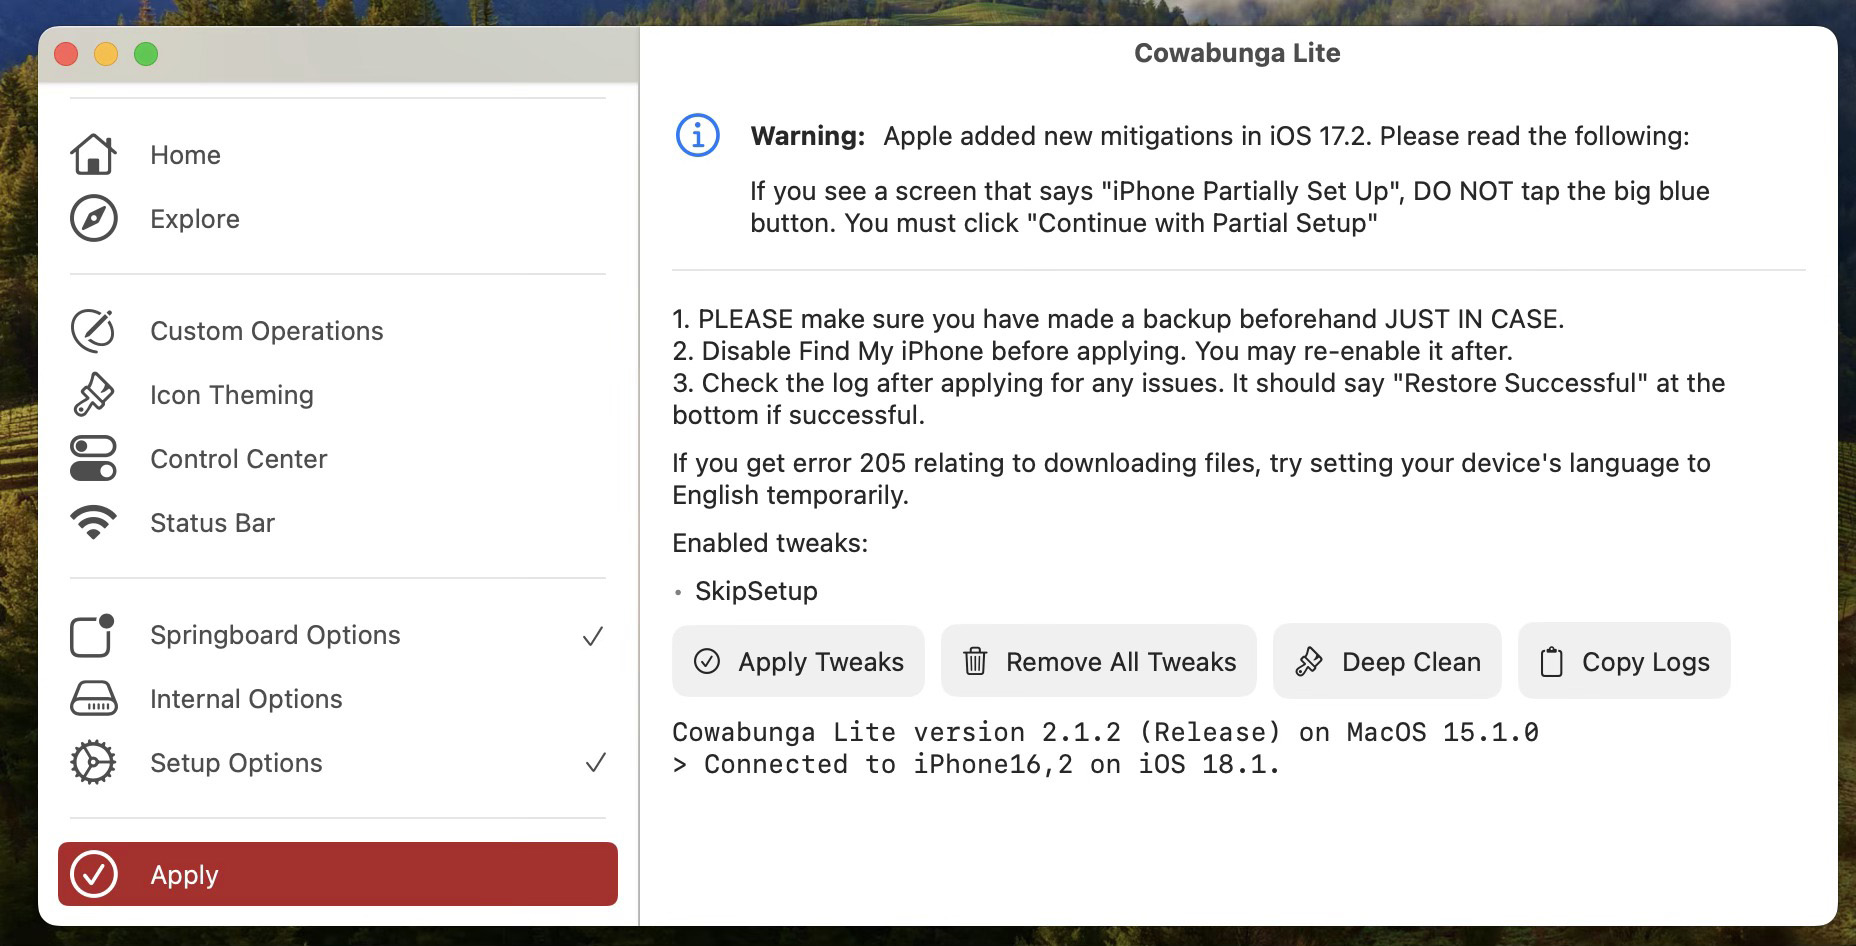 Cowabunga Lite
Home
Explore
Custom Operations
Icon Theming
Control Center
Status Bar
Springboard Options
Internal Options
Setup Options
Apply
Warning: Apple added new mitigations in iOS 17.2. Please read the following:
If you see a screen that says "iPhone Partially Set Up", DO NOT tap the big blue
button. You must click "Continue with Partial Setup"
1. PLEASE make sure you have made a backup beforehand JUST IN CASE.
2. Disable Find My iPhone before applying. You may re-enable it after.
3. Check the log after applying for any issues. It should say "Restore Successful" at the
bottom if successful.
If you get error 205 relating to downloading files, try setting your device's language to
English temporarily.
Enabled tweaks:
• SkipSetup
Apply Tweaks
Remove All Tweaks
Deep Clean
Copy Logs
Cowabunga Lite version 2.1.2 (Release) on MacOS 15.1.0
> Connected to iPhone16,2 on iOS 18.1.